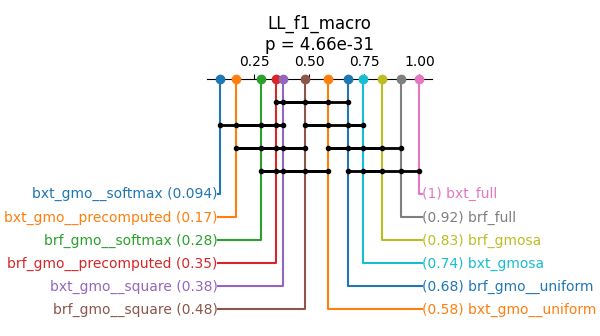 LL_f1_macro
p = 4.66e-31
0.25 0.50 0.75 1.00
bxt_gmo__softmax (0.094) (1) bxt_full
bxt_gmo__precomputed (0.17) (0.92) brf_full
brf_gmo__softmax (0.28) (0.83) brf_gmosa
brf_gmo__precomputed (0.35) (0.74) bxt_gmosa
bxt_gmo__square (0.38) (0.68) brf_gmo__uniform
brf_gmo__square (0.48) (0.58) bxt_gmo__uniform